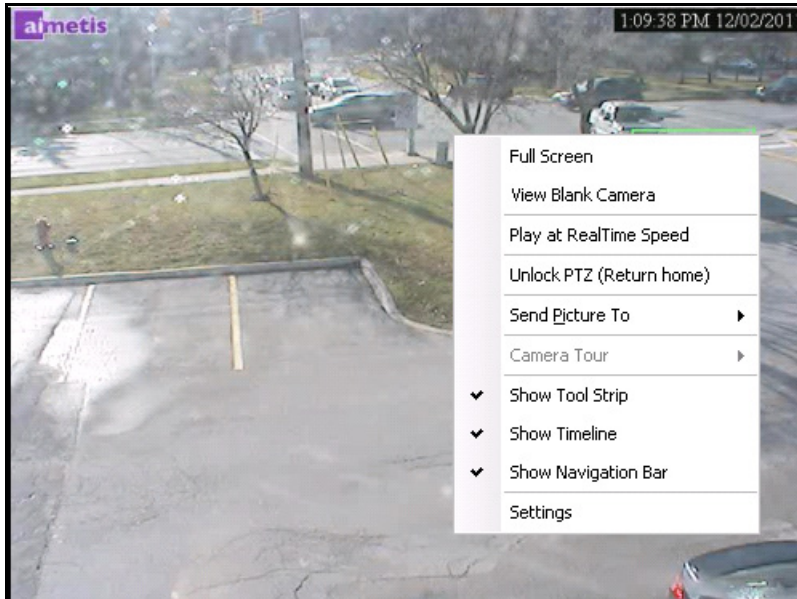 aimetis
1:09:38 PM 12/02/201
Full Screen
View Blank Camera
Play at RealTime Speed
Unlock PTZ (Return home)
Send Picture To
Camera Tour
Show Tool Strip
Show Timeline
Show Navigation Bar
Settings